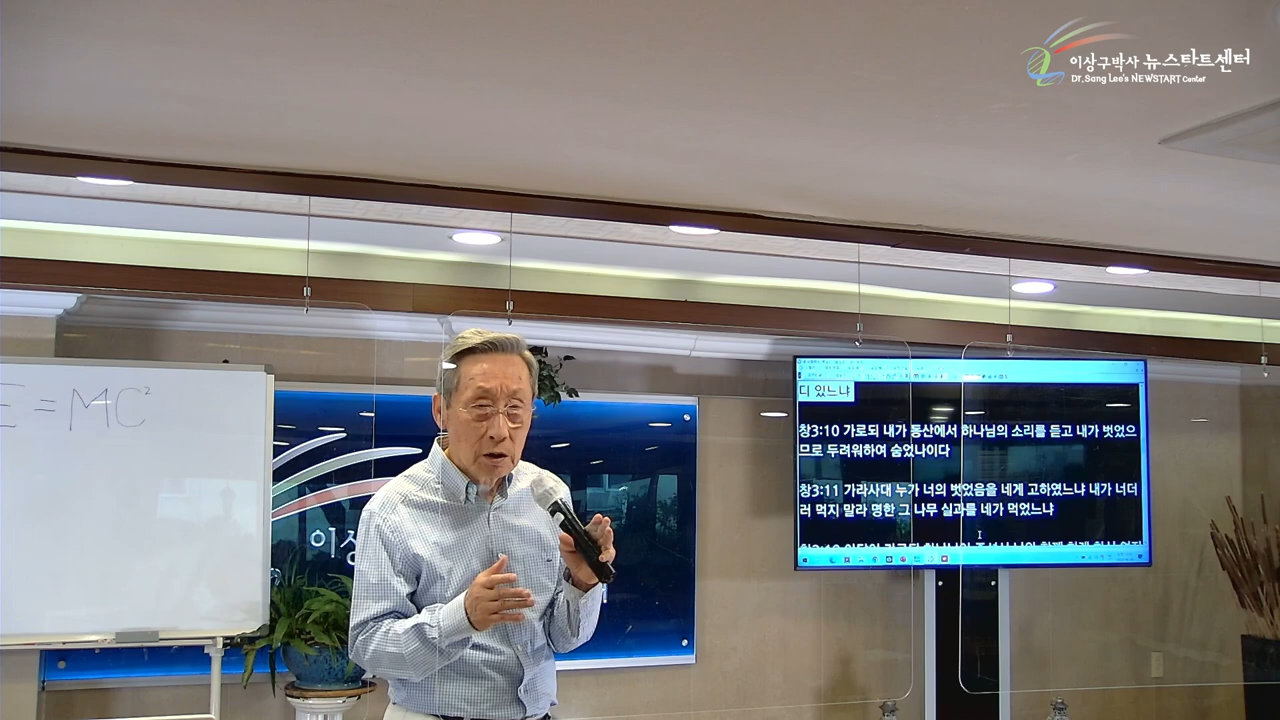 이상구박사 뉴스타트센터
Dr. Sang Lee's NEWSTART Center
E = MC²
이상
디 있느냐
창3:10 가로되 내가 동산에서 하나님의 소리를 듣고 내가 벗었으
므로 두려워하여 숨었나이다
창3:11 가라사대 누가 너의 벗었음을 네게 고하였느냐 내가 너더
러 먹지 말라 명한 그 나무 실과를 네가 먹었느냐